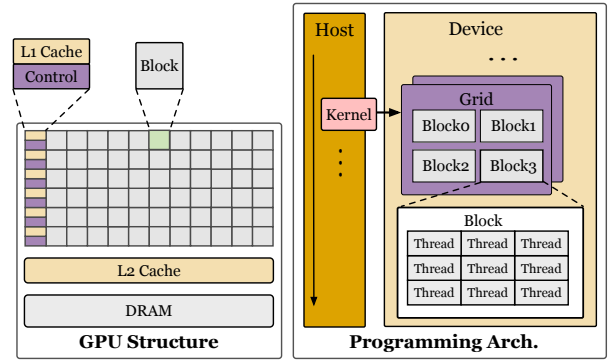 L1 Cache
Control
Block
L2 Cache
DRAM
GPU Structure
Host
Device
. . .
Kernel
Grid
Block0 Block1
Block2 Block3
Block
Thread Thread Thread
Thread Thread Thread
Thread Thread Thread
Programming Arch.